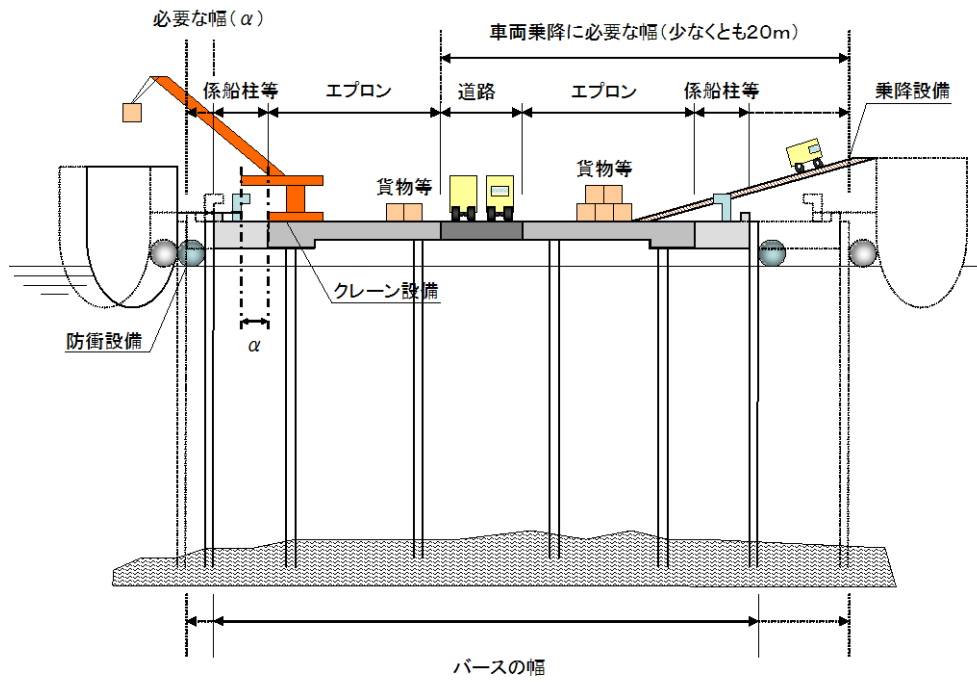 必要な幅(α)
車両乗降に必要な幅(少なくとも20m)
係船柱等
エプロン
道路
エプロン
係船柱等
乗降設備
貨物等
貨物等
クレーン設備
防衝設備
α
バースの幅